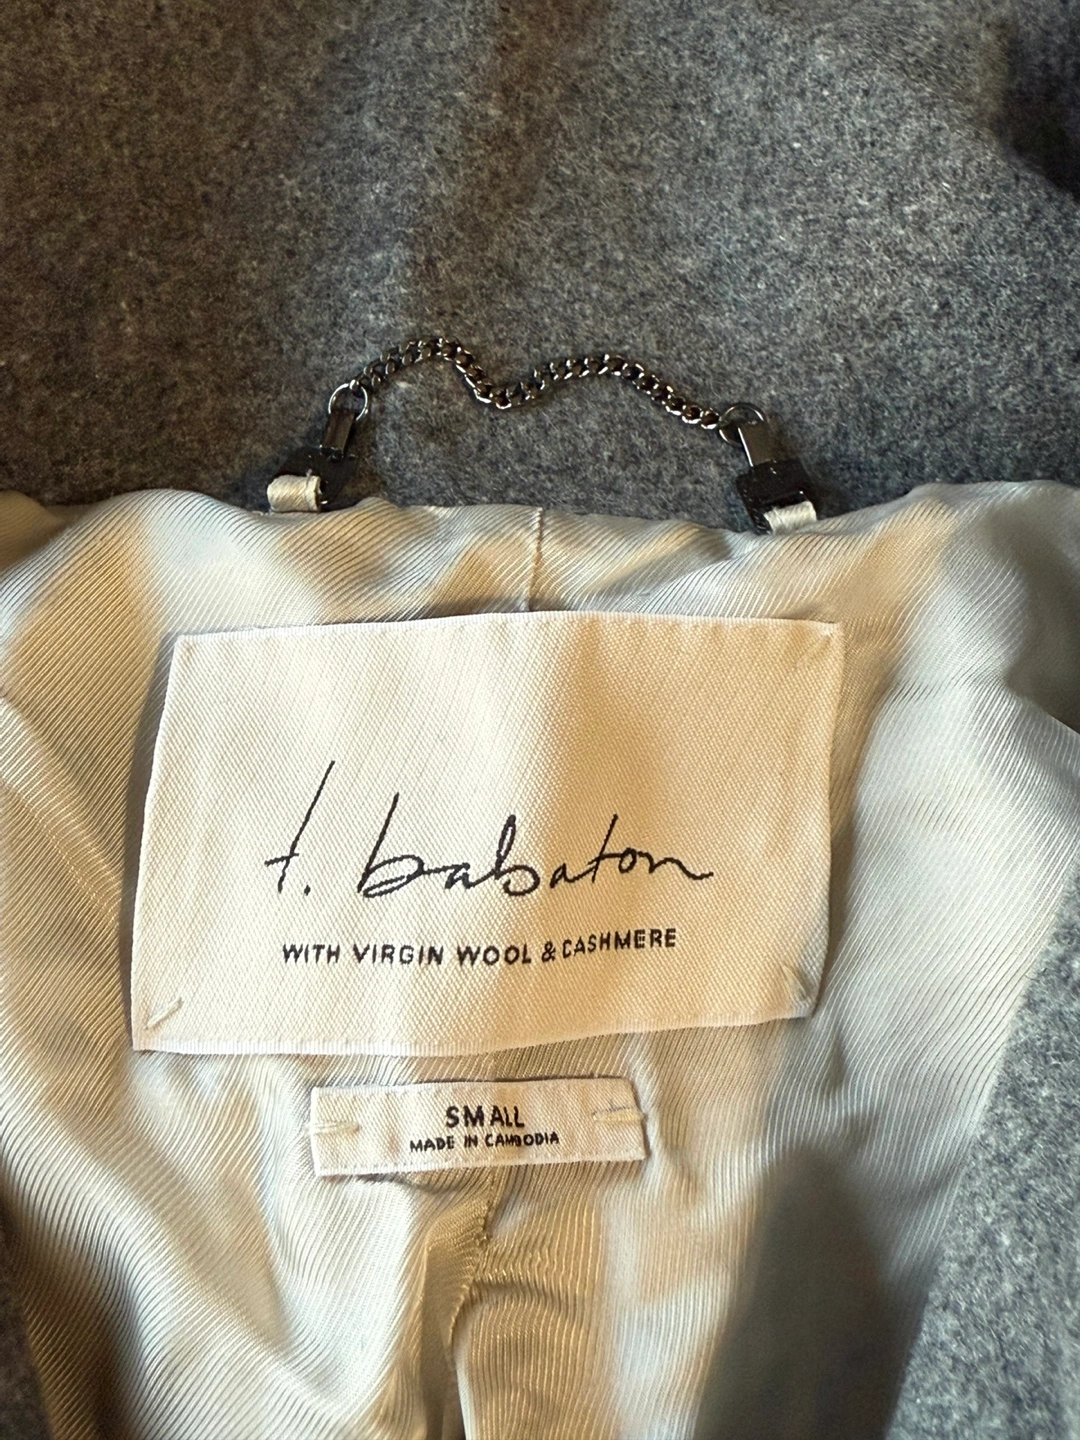 t. babaton
WITH VIRGIN WOOL & CASHMERE
SMALL
MADE IN CAMBODIA